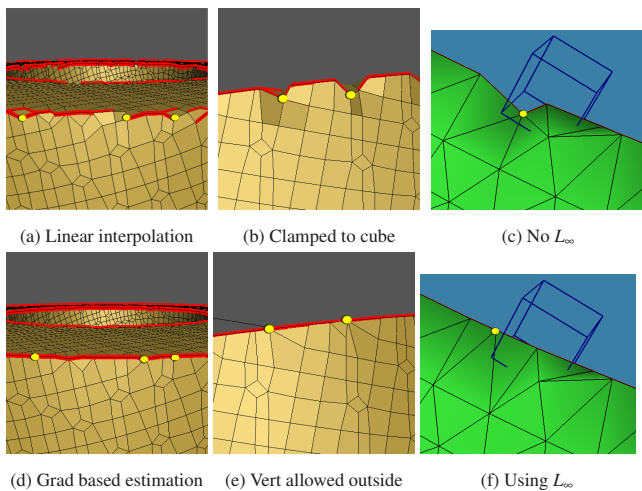 (a) Linear interpolation
(b) Clamped to cube
(c) No L∞
(d) Grad based estimation
(e) Vert allowed outside
(f) Using L∞